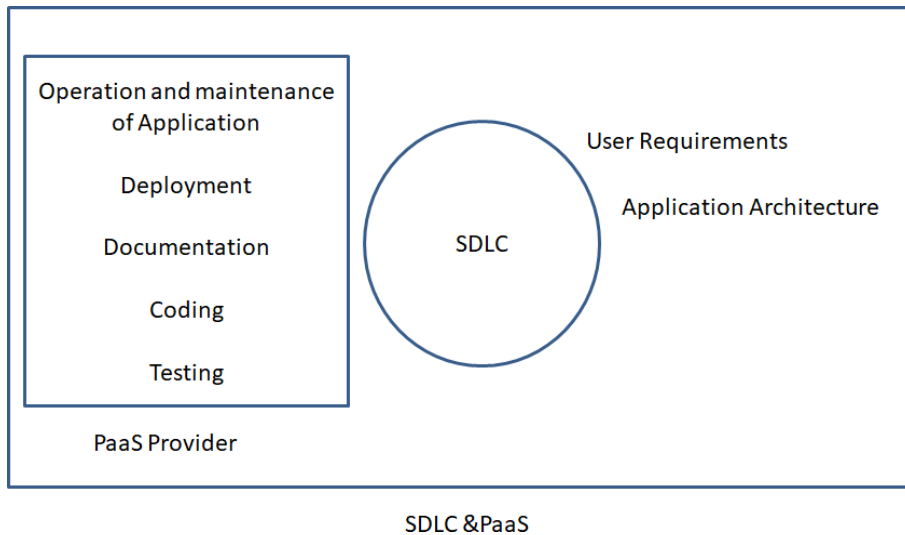 Operation and maintenance
of Application
Deployment
Documentation
Coding
Testing
PaaS Provider
SDLC
User Requirements
Application Architecture
SDLC &PaaS